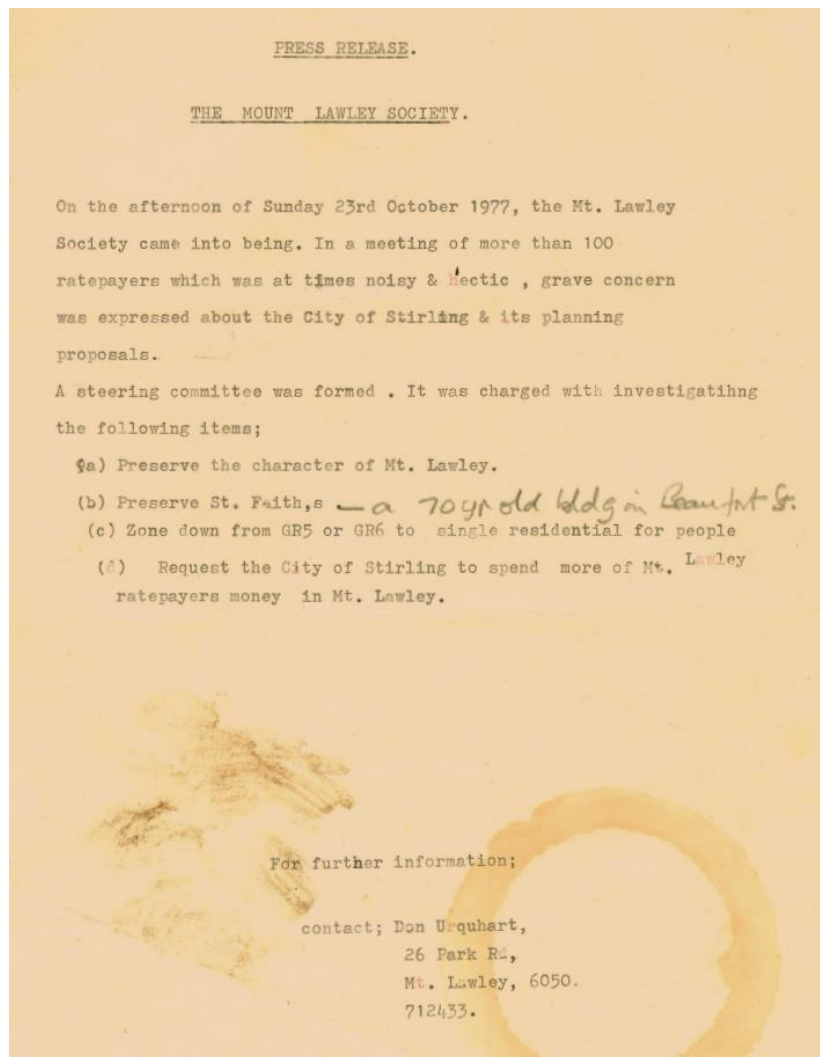 PRESS RELEASE.
THE MOUNT LAWLEY SOCIETY.
On the afternoon of Sunday 23rd October 1977, the Mt. Lawley
Society came into being. In a meeting of more than 100
ratepayers which was at times noisy & hectic , grave concern
was expressed about the City of Stirling & its planning
proposals.
A steering committee was formed . It was charged with investigatihng
the following items;
(a) Preserve the character of Mt. Lawley.
(b) Preserve St. Faith,s — a 70 yr old bldg in Beaufort St.
(c) Zone down from GR5 or GR6 to single residential for people
(d) Request the City of Stirling to spend more of Mt. Lawley
ratepayers money in Mt. Lawley.
For further information;
contact; Don Urquhart,
26 Park Rd,
Mt. Lawley, 6050.
712433.